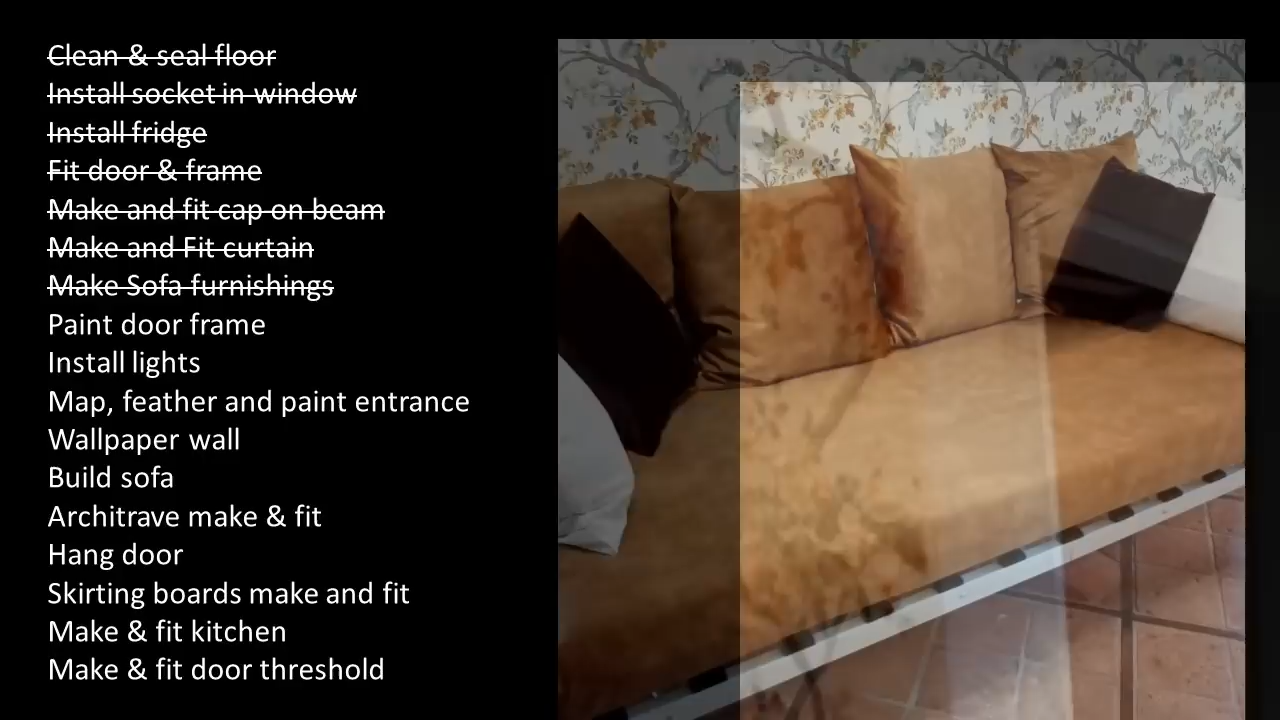 Clean & seal floor
Install socket in window
Install fridge
Fit door & frame
Make and fit cap on beam
Make and Fit curtain
Make Sofa furnishings
Paint door frame
Install lights
Map, feather and paint entrance
Wallpaper wall
Build sofa
Architrave make & fit
Hang door
Skirting boards make and fit
Make & fit kitchen
Make & fit door threshold